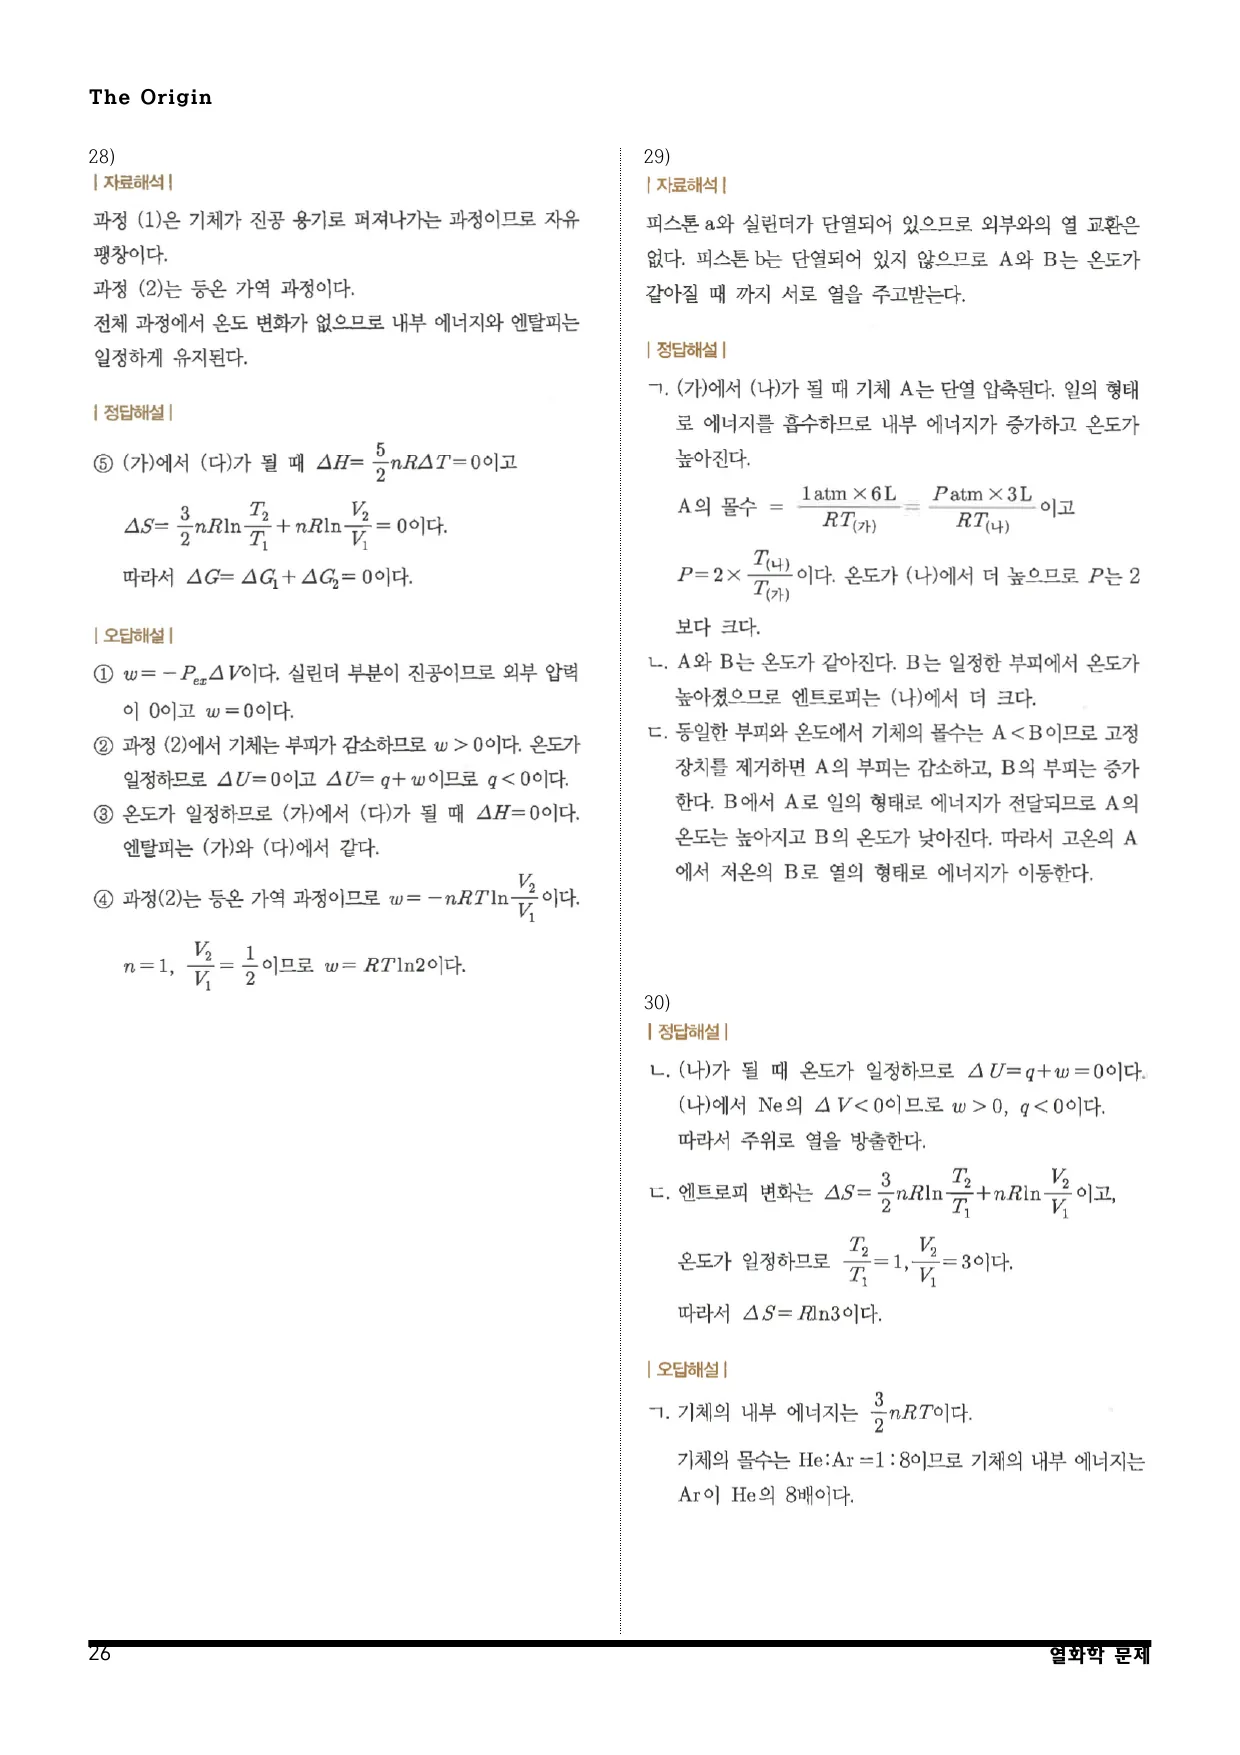 The Origin
28)
| 자료해석 |
과정 (1)은 기체가 진공 용기로 퍼져나가는 과정이므로 자유
팽창이다.
과정 (2)는 등온 가역 과정이다.
전체 과정에서 온도 변화가 없으므로 내부 에너지와 엔탈피는
일정하게 유지된다.
| 정답해설 |
⑤ (가)에서 (다)가 될 때 ΔH= 5/2 nRΔT=0이고
ΔS= 3/2 nRln T₂/T₁ + nRln V₂/V₁ = 0이다.
따라서 ΔG= ΔG₁+ΔG₂= 0이다.
| 오답해설 |
① w= −PₑₓΔV이다. 실린더 부분이 진공이므로 외부 압력
이 0이고 w=0이다.
② 과정 (2)에서 기체는 부피가 감소하므로 w>0이다. 온도가
일정하므로 ΔU=0이고 ΔU= q+w이므로 q<0이다.
③ 온도가 일정하므로 (가)에서 (다)가 될 때 ΔH=0이다.
엔탈피는 (가)와 (다)에서 같다.
④ 과정(2)는 등온 가역 과정이므로 w= −nRTln V₂/V₁ 이다.
n=1, V₂/V₁ = 1/2 이므로 w= RTln2이다.
29)
| 자료해석 |
피스톤 a와 실린더가 단열되어 있으므로 외부와의 열 교환은
없다. 피스톤 b는 단열되어 있지 않으므로 A와 B는 온도가
같아질 때 까지 서로 열을 주고받는다.
| 정답해설 |
ㄱ. (가)에서 (나)가 될 때 기체 A는 단열 압축된다. 일의 형태
로 에너지를 흡수하므로 내부 에너지가 증가하고 온도가
높아진다.
A의 몰수 = 1atm×6L/RT₍가₎ = Patm×3L/RT₍나₎ 이고
P=2× T₍나₎/T₍가₎ 이다. 온도가 (나)에서 더 높으므로 P는 2
보다 크다.
ㄴ. A와 B는 온도가 같아진다. B는 일정한 부피에서 온도가
높아졌으므로 엔트로피는 (나)에서 더 크다.
ㄷ. 동일한 부피와 온도에서 기체의 몰수는 A<B이므로 고정
장치를 제거하면 A의 부피는 감소하고, B의 부피는 증가
한다. B에서 A로 일의 형태로 에너지가 전달되므로 A의
온도는 높아지고 B의 온도가 낮아진다. 따라서 고온의 A
에서 저온의 B로 열의 형태로 에너지가 이동한다.
30)
| 정답해설 |
ㄴ. (나)가 될 때 온도가 일정하므로 ΔU=q+w=0이다.
(나)에서 Ne의 ΔV<0이므로 w>0, q<0이다.
따라서 주위로 열을 방출한다.
ㄷ. 엔트로피 변화는 ΔS= 3/2 nRln T₂/T₁ +nRln V₂/V₁ 이고,
온도가 일정하므로 T₂/T₁ =1, V₂/V₁ =3이다.
따라서 ΔS= Rln3이다.
| 오답해설 |
ㄱ. 기체의 내부 에너지는 3/2 nRT이다.
기체의 몰수는 He:Ar=1:8이므로 기체의 내부 에너지는
Ar이 He의 8배이다.
26
열화학 문제